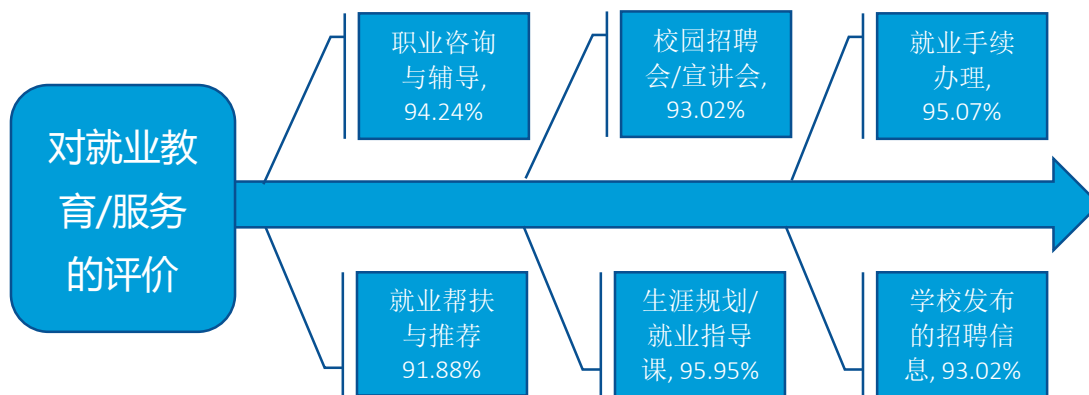 对就业教
育/服务
的评价
职业咨询
与辅导,
94.24%
校园招聘
会/宣讲会,
93.02%
就业手续
办理,
95.07%
就业帮扶
与推荐
91.88%
生涯规划/
就业指导
课, 95.95%
学校发布
的招聘信
息, 93.02%